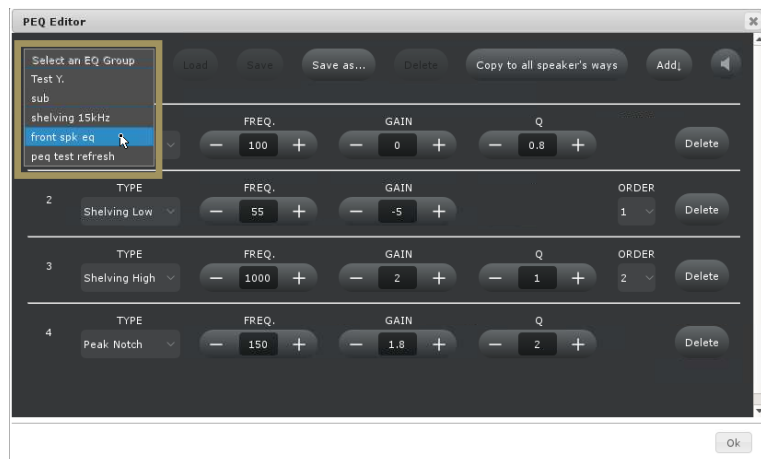 PEQ Editor
Select an EQ Group
Test Y.
sub
shelving 15kHz
front spk eq
peq test refresh
Load Save Save as... Delete Copy to all speaker's ways Add↓
FREQ. GAIN Q
100 0 0.8 Delete
TYPE FREQ. GAIN ORDER
2 Shelving Low 55 -5 1 Delete
TYPE FREQ. GAIN Q ORDER
3 Shelving High 1000 2 1 2 Delete
TYPE FREQ. GAIN Q
4 Peak Notch 150 1.8 2 Delete
Ok